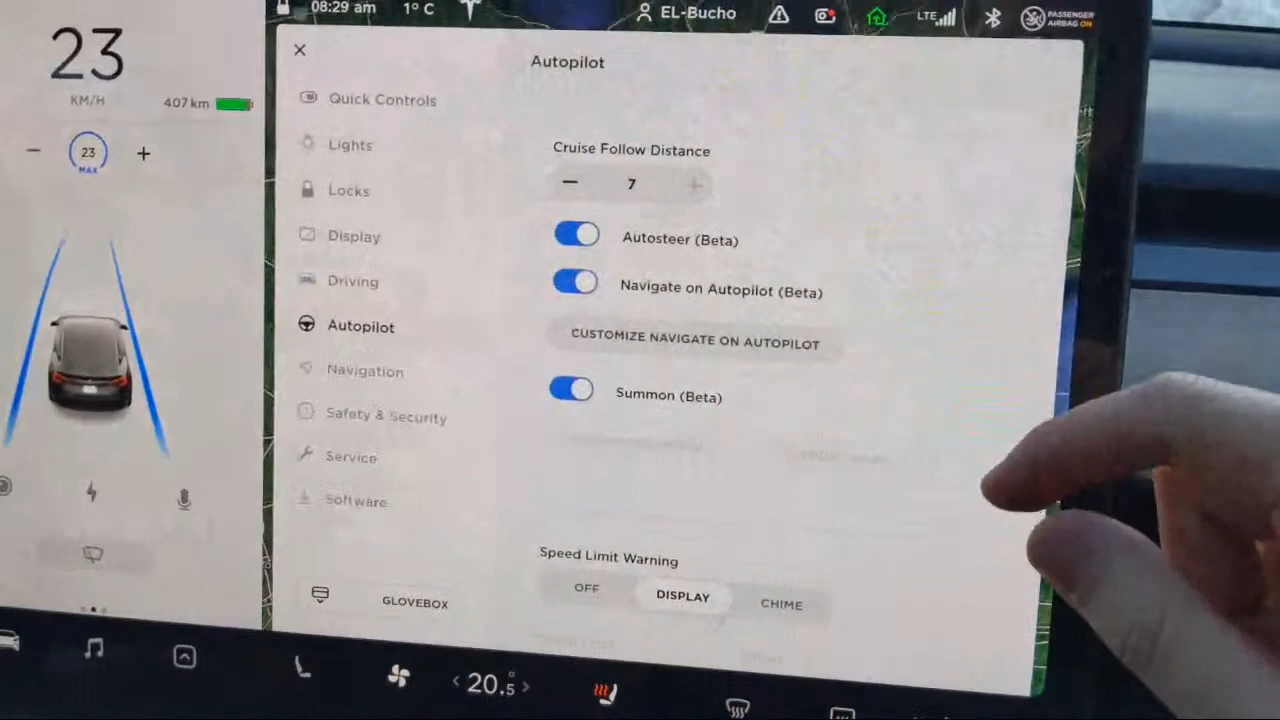 08:29 am 1°C EL-Bucho LTE PASSENGER AIRBAG ON
23
KM/H
407 km
23
MAX
Autopilot
Quick Controls
Lights
Locks
Display
Driving
Autopilot
Navigation
Safety & Security
Service
Software
GLOVEBOX
Cruise Follow Distance
7
Autosteer (Beta)
Navigate on Autopilot (Beta)
CUSTOMIZE NAVIGATE ON AUTOPILOT
Summon (Beta)
Speed Limit Warning
OFF DISPLAY CHIME
20.5°